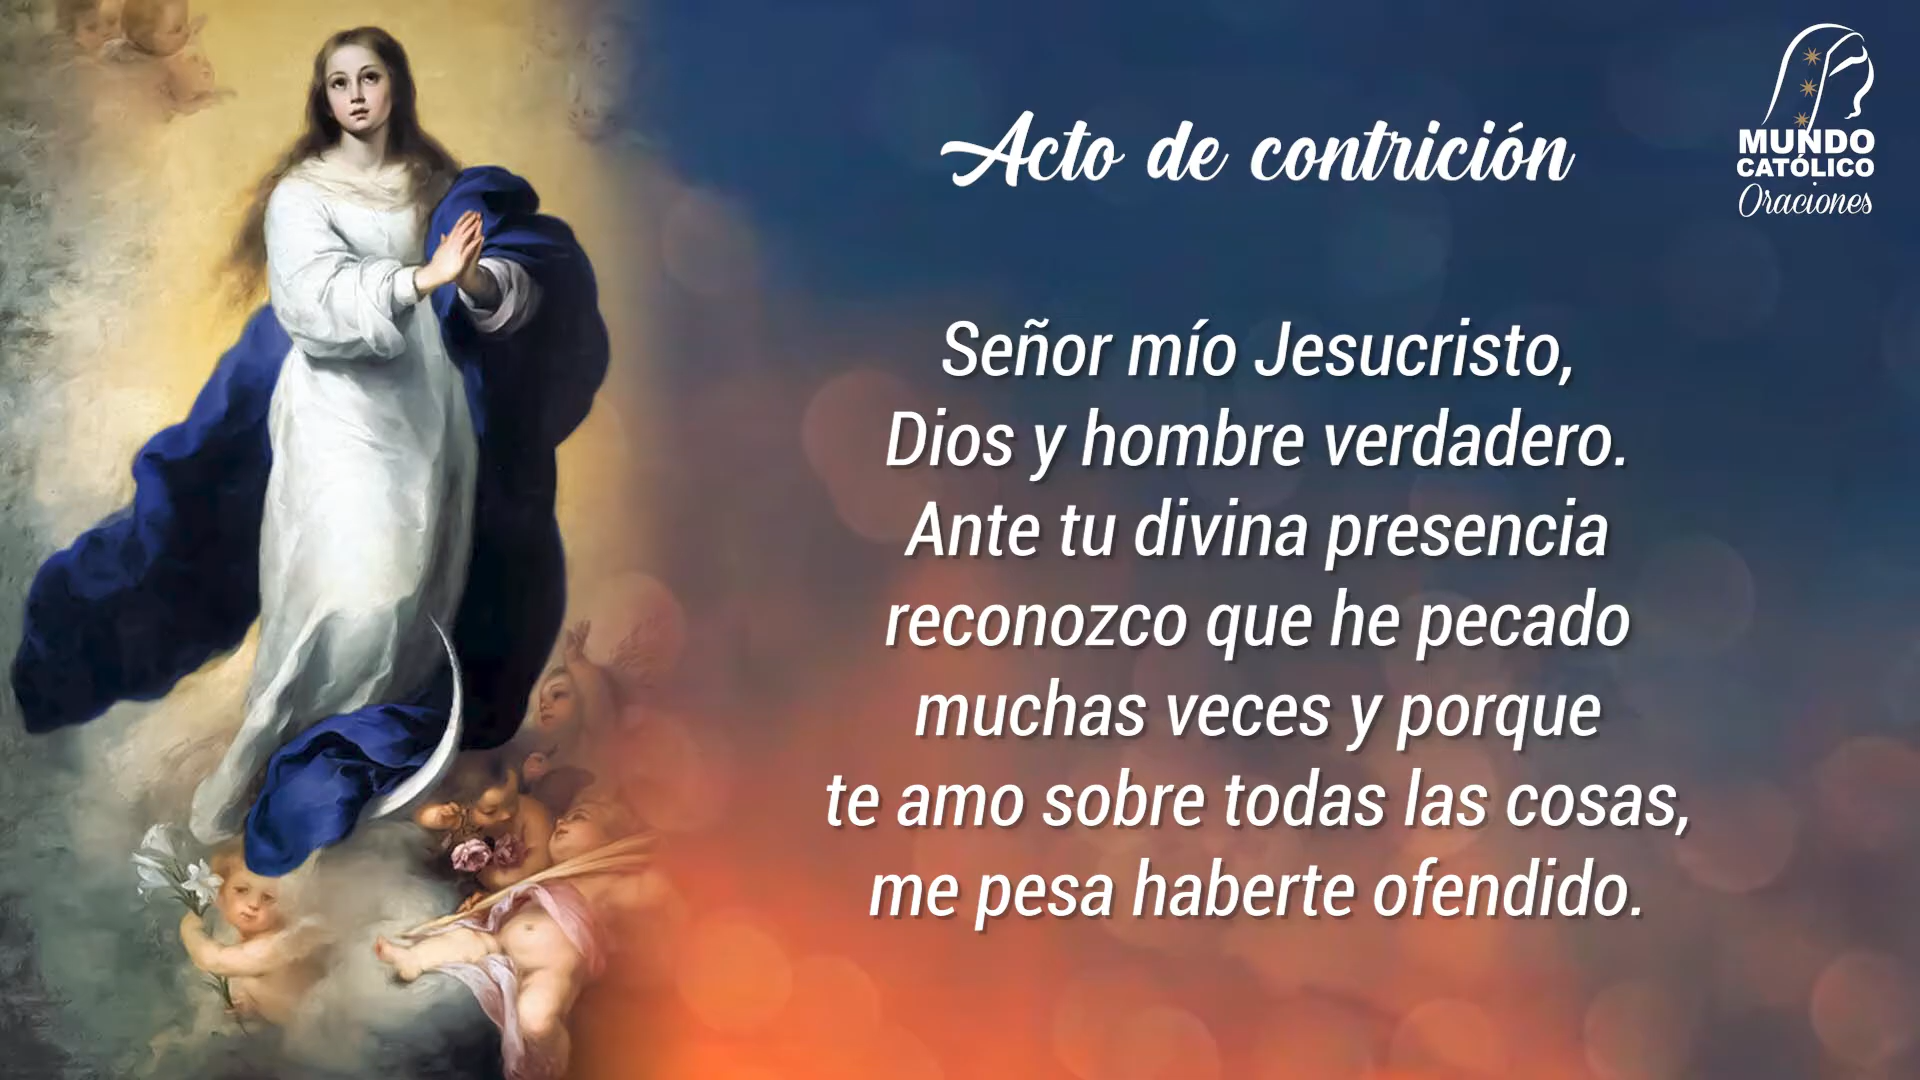 Acto de contrición
MUNDO
CATÓLICO
Oraciones
Señor mío Jesucristo,
Dios y hombre verdadero.
Ante tu divina presencia
reconozco que he pecado
muchas veces y porque
te amo sobre todas las cosas,
me pesa haberte ofendido.